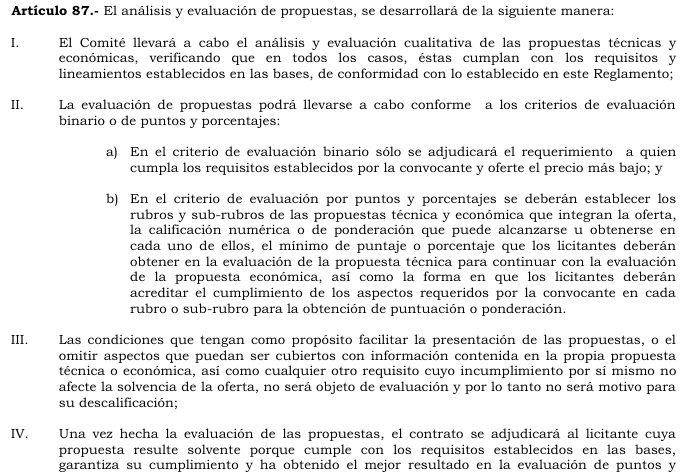 Artículo 87.- El análisis y evaluación de propuestas, se desarrollará de la siguiente manera:
I. El Comité llevará a cabo el análisis y evaluación cualitativa de las propuestas técnicas y
económicas, verificando que en todos los casos, éstas cumplan con los requisitos y
lineamientos establecidos en las bases, de conformidad con lo establecido en este Reglamento;
II. La evaluación de propuestas podrá llevarse a cabo conforme a los criterios de evaluación
binario o de puntos y porcentajes:
a) En el criterio de evaluación binario sólo se adjudicará el requerimiento a quien
cumpla los requisitos establecidos por la convocante y oferte el precio más bajo; y
b) En el criterio de evaluación por puntos y porcentajes se deberán establecer los
rubros y sub-rubros de las propuestas técnica y económica que integran la oferta,
la calificación numérica o de ponderación que puede alcanzarse u obtenerse en
cada uno de ellos, el mínimo de puntaje o porcentaje que los licitantes deberán
obtener en la evaluación de la propuesta técnica para continuar con la evaluación
de la propuesta económica, así como la forma en que los licitantes deberán
acreditar el cumplimiento de los aspectos requeridos por la convocante en cada
rubro o sub-rubro para la obtención de puntuación o ponderación.
III. Las condiciones que tengan como propósito facilitar la presentación de las propuestas, o el
omitir aspectos que puedan ser cubiertos con información contenida en la propia propuesta
técnica o económica, así como cualquier otro requisito cuyo incumplimiento por sí mismo no
afecte la solvencia de la oferta, no será objeto de evaluación y por lo tanto no será motivo para
su descalificación;
IV. Una vez hecha la evaluación de las propuestas, el contrato se adjudicará al licitante cuya
propuesta resulte solvente porque cumple con los requisitos establecidos en las bases,
garantiza su cumplimiento y ha obtenido el mejor resultado en la evaluación de puntos y